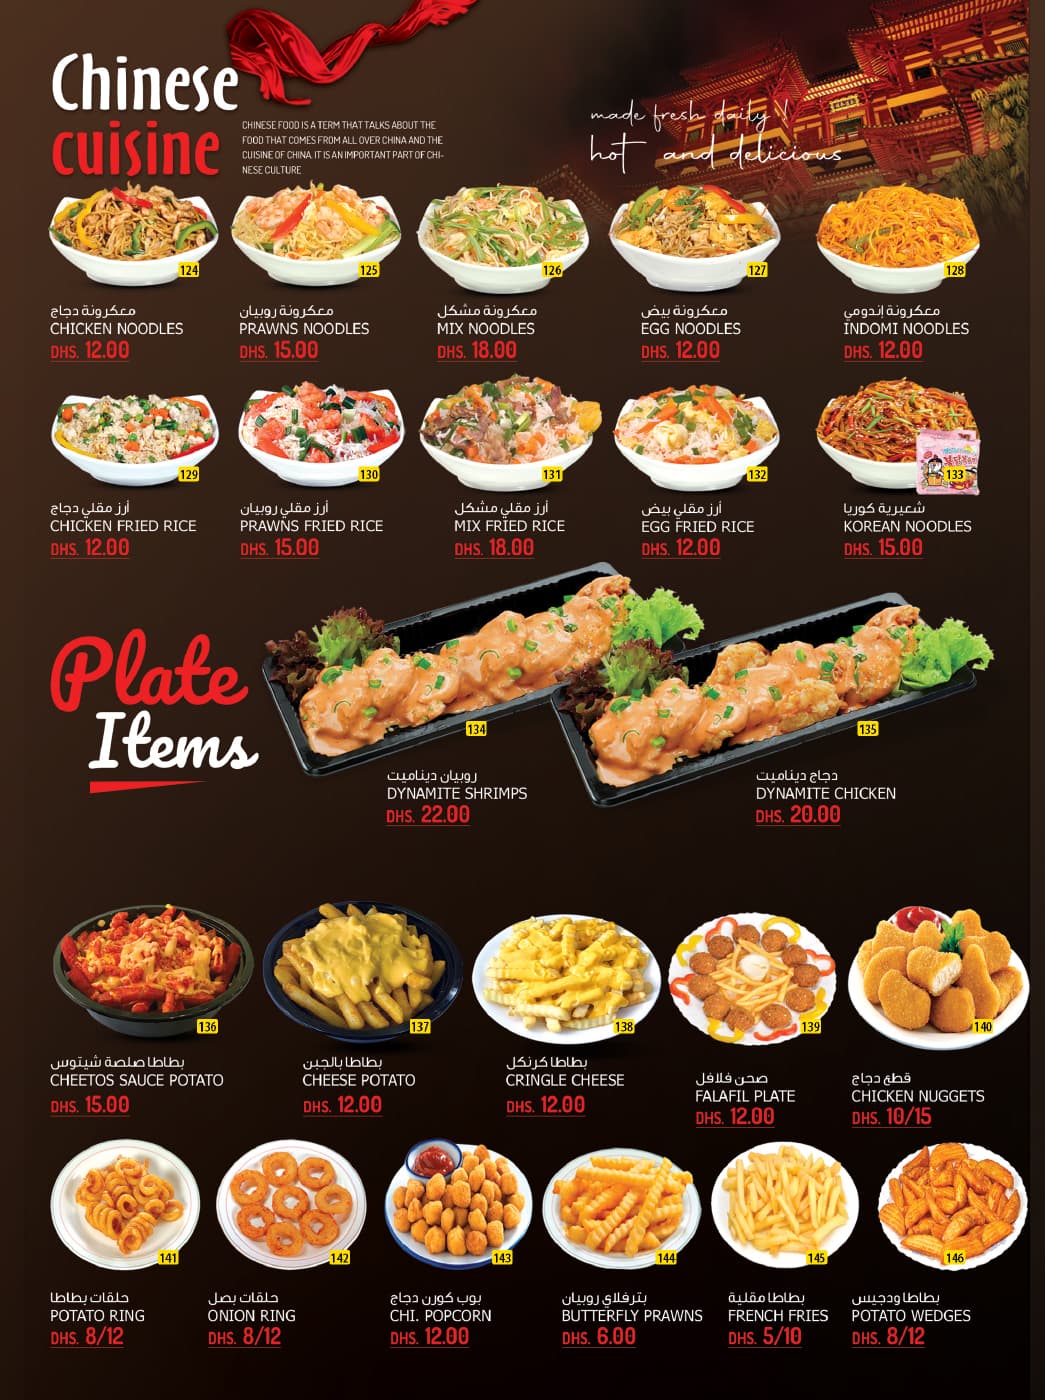 Chinese
cuisine
CHINESE FOOD IS A TERM THAT TALKS ABOUT THE
FOOD THAT COMES FROM ALL OVER CHINA AND THE
CUISINE OF CHINA. IT IS AN IMPORTANT PART OF CHI-
NESE CULTURE
made fresh daily !
hot and delicious
124
معكرونة دجاج
CHICKEN NOODLES
DHS. 12.00
125
معكرونة روبيان
PRAWNS NOODLES
DHS. 15.00
126
معكرونة مشكل
MIX NOODLES
DHS. 18.00
127
معكرونة بيض
EGG NOODLES
DHS. 12.00
128
معكرونة إندومي
INDOMI NOODLES
DHS. 12.00
129
أرز مقلي دجاج
CHICKEN FRIED RICE
DHS. 12.00
130
أرز مقلي روبيان
PRAWNS FRIED RICE
DHS. 15.00
131
أرز مقلي مشكل
MIX FRIED RICE
DHS. 18.00
132
أرز مقلي بيض
EGG FRIED RICE
DHS. 12.00
133
شعيرية كوريا
KOREAN NOODLES
DHS. 15.00
Plate
Items
134
روبيان ديناميت
DYNAMITE SHRIMPS
DHS. 22.00
135
دجاج ديناميت
DYNAMITE CHICKEN
DHS. 20.00
136
بطاطا صلصة شيتوس
CHEETOS SAUCE POTATO
DHS. 15.00
137
بطاطا بالجبن
CHEESE POTATO
DHS. 12.00
138
بطاطا كرنكل
CRINGLE CHEESE
DHS. 12.00
139
صحن فلافل
FALAFIL PLATE
DHS. 12.00
140
قطع دجاج
CHICKEN NUGGETS
DHS. 10/15
141
حلقات بطاطا
POTATO RING
DHS. 8/12
142
حلقات بصل
ONION RING
DHS. 8/12
143
بوب كورن دجاج
CHI. POPCORN
DHS. 12.00
144
بترفلاي روبيان
BUTTERFLY PRAWNS
DHS. 6.00
145
بطاطا مقلية
FRENCH FRIES
DHS. 5/10
146
بطاطا ودجيس
POTATO WEDGES
DHS. 8/12